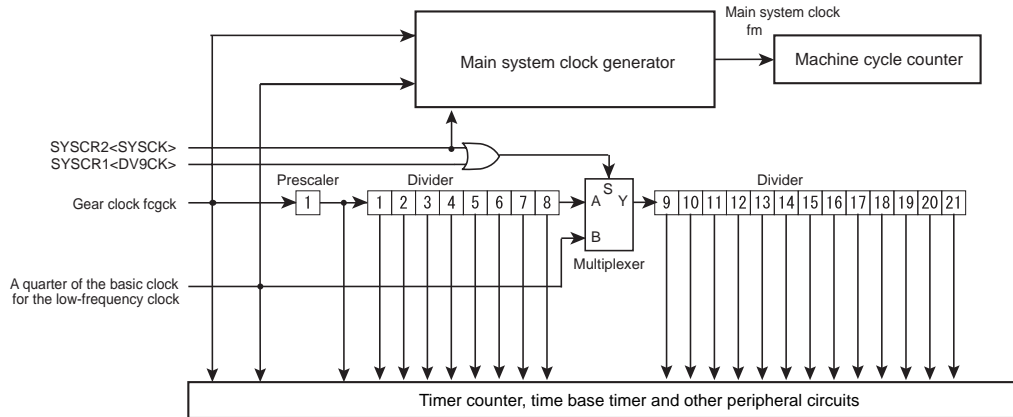 Main system clock
fm
Main system clock generator
Machine cycle counter
SYSCR2<SYSCK>
SYSCR1<DV9CK>
Prescaler
Divider
S
Divider
Gear clock fcgck
1
1 2 3 4 5 6 7 8
A Y
9 10 11 12 13 14 15 16 17 18 19 20 21
B
Multiplexer
A quarter of the basic clock
for the low-frequency clock
Timer counter, time base timer and other peripheral circuits